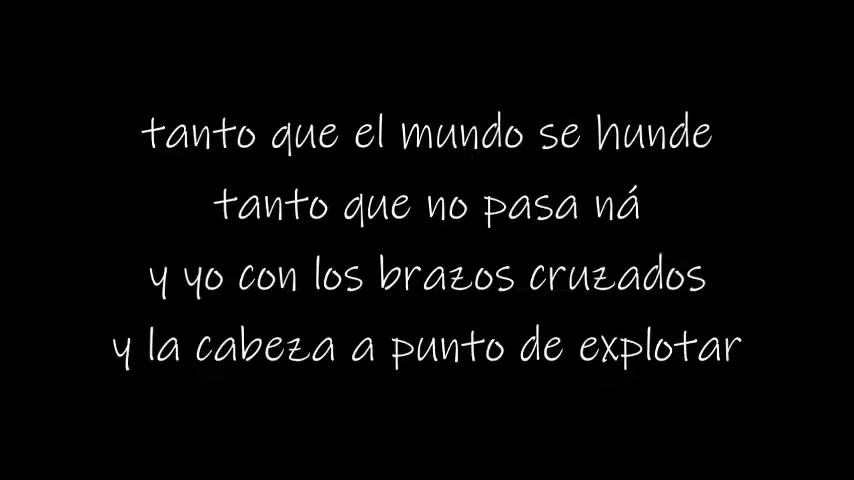 tanto que el mundo se hunde
tanto que no pasa ná
y yo con los brazos cruzados
y la cabeza a punto de explotar